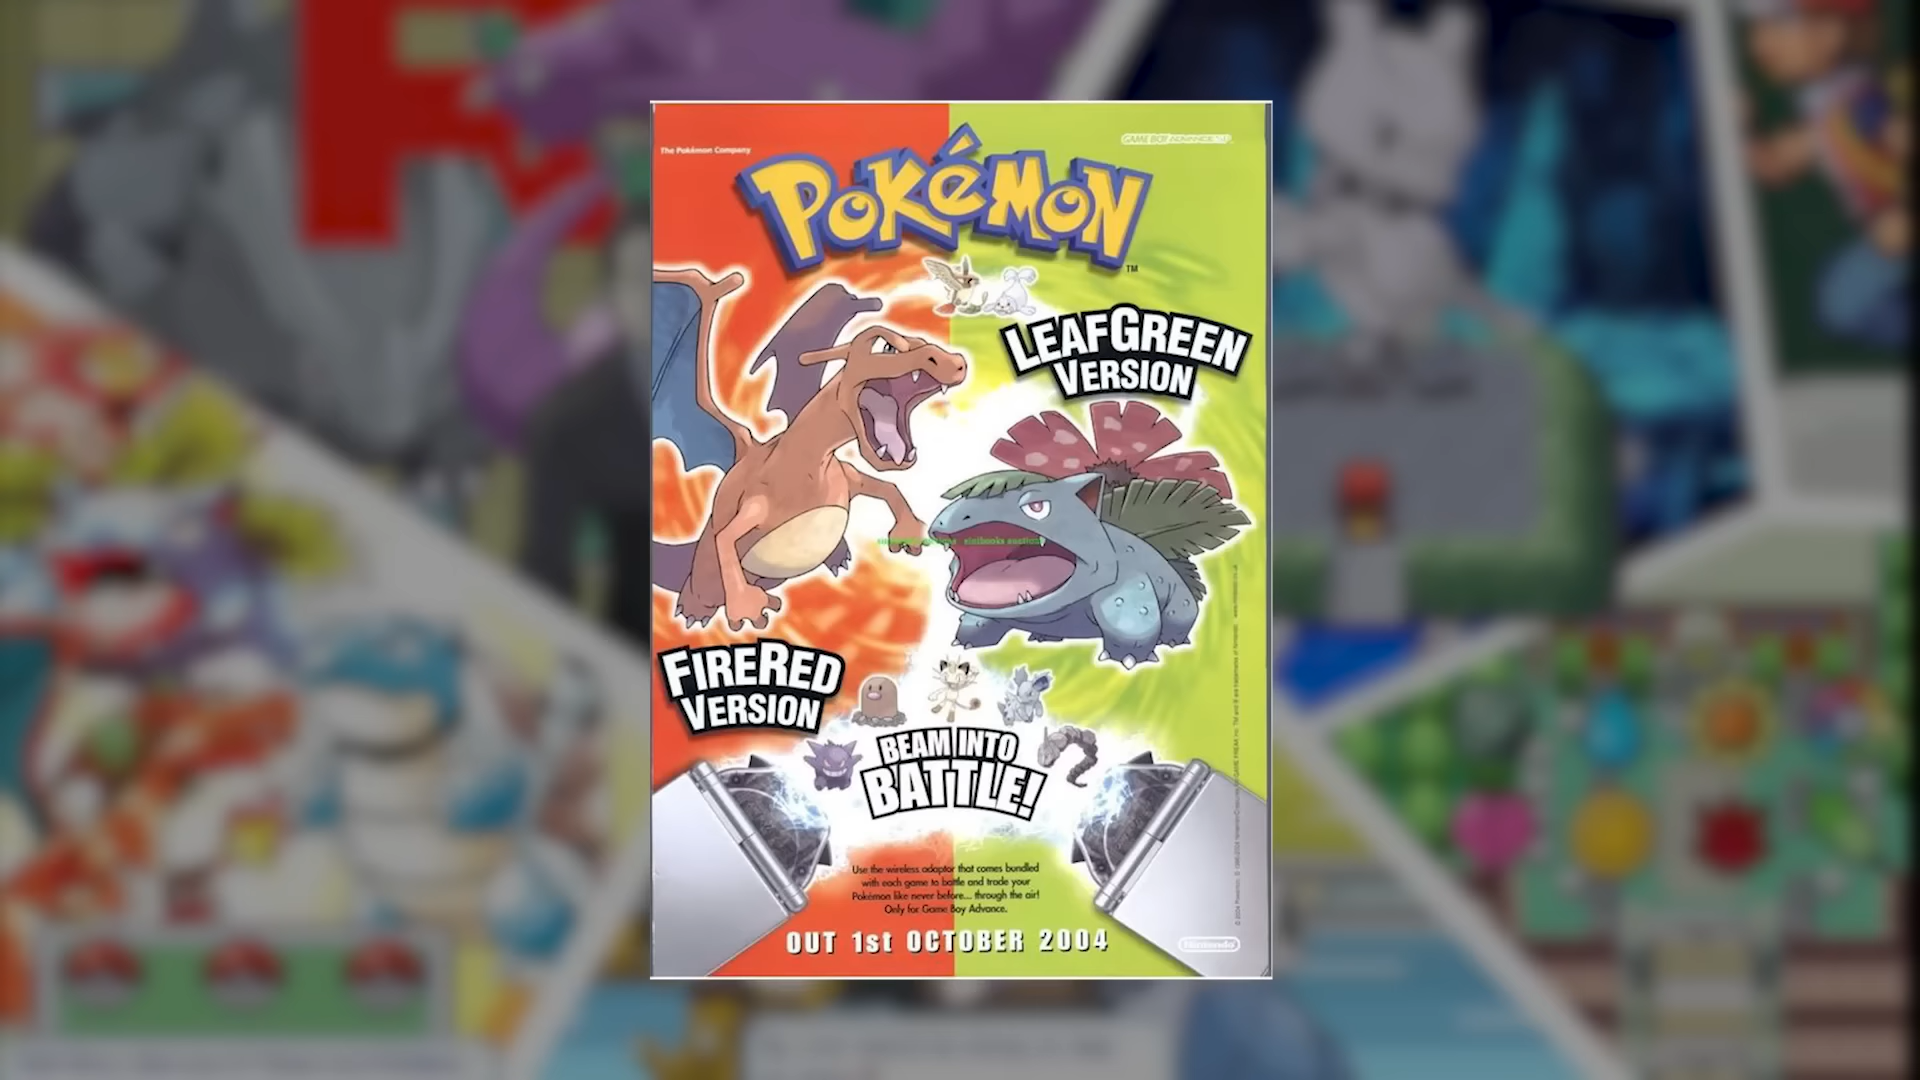 The Pokémon Company
GAME BOY ADVANCE SP
POKéMON
TM
LEAFGREEN
VERSION
FIRERED
VERSION
BEAM INTO
BATTLE!
Use the wireless adaptor that comes bundled
with each game to battle and trade your
Pokémon like never before... through the air!
Only for Game Boy Advance.
OUT 1st OCTOBER 2004
Nintendo